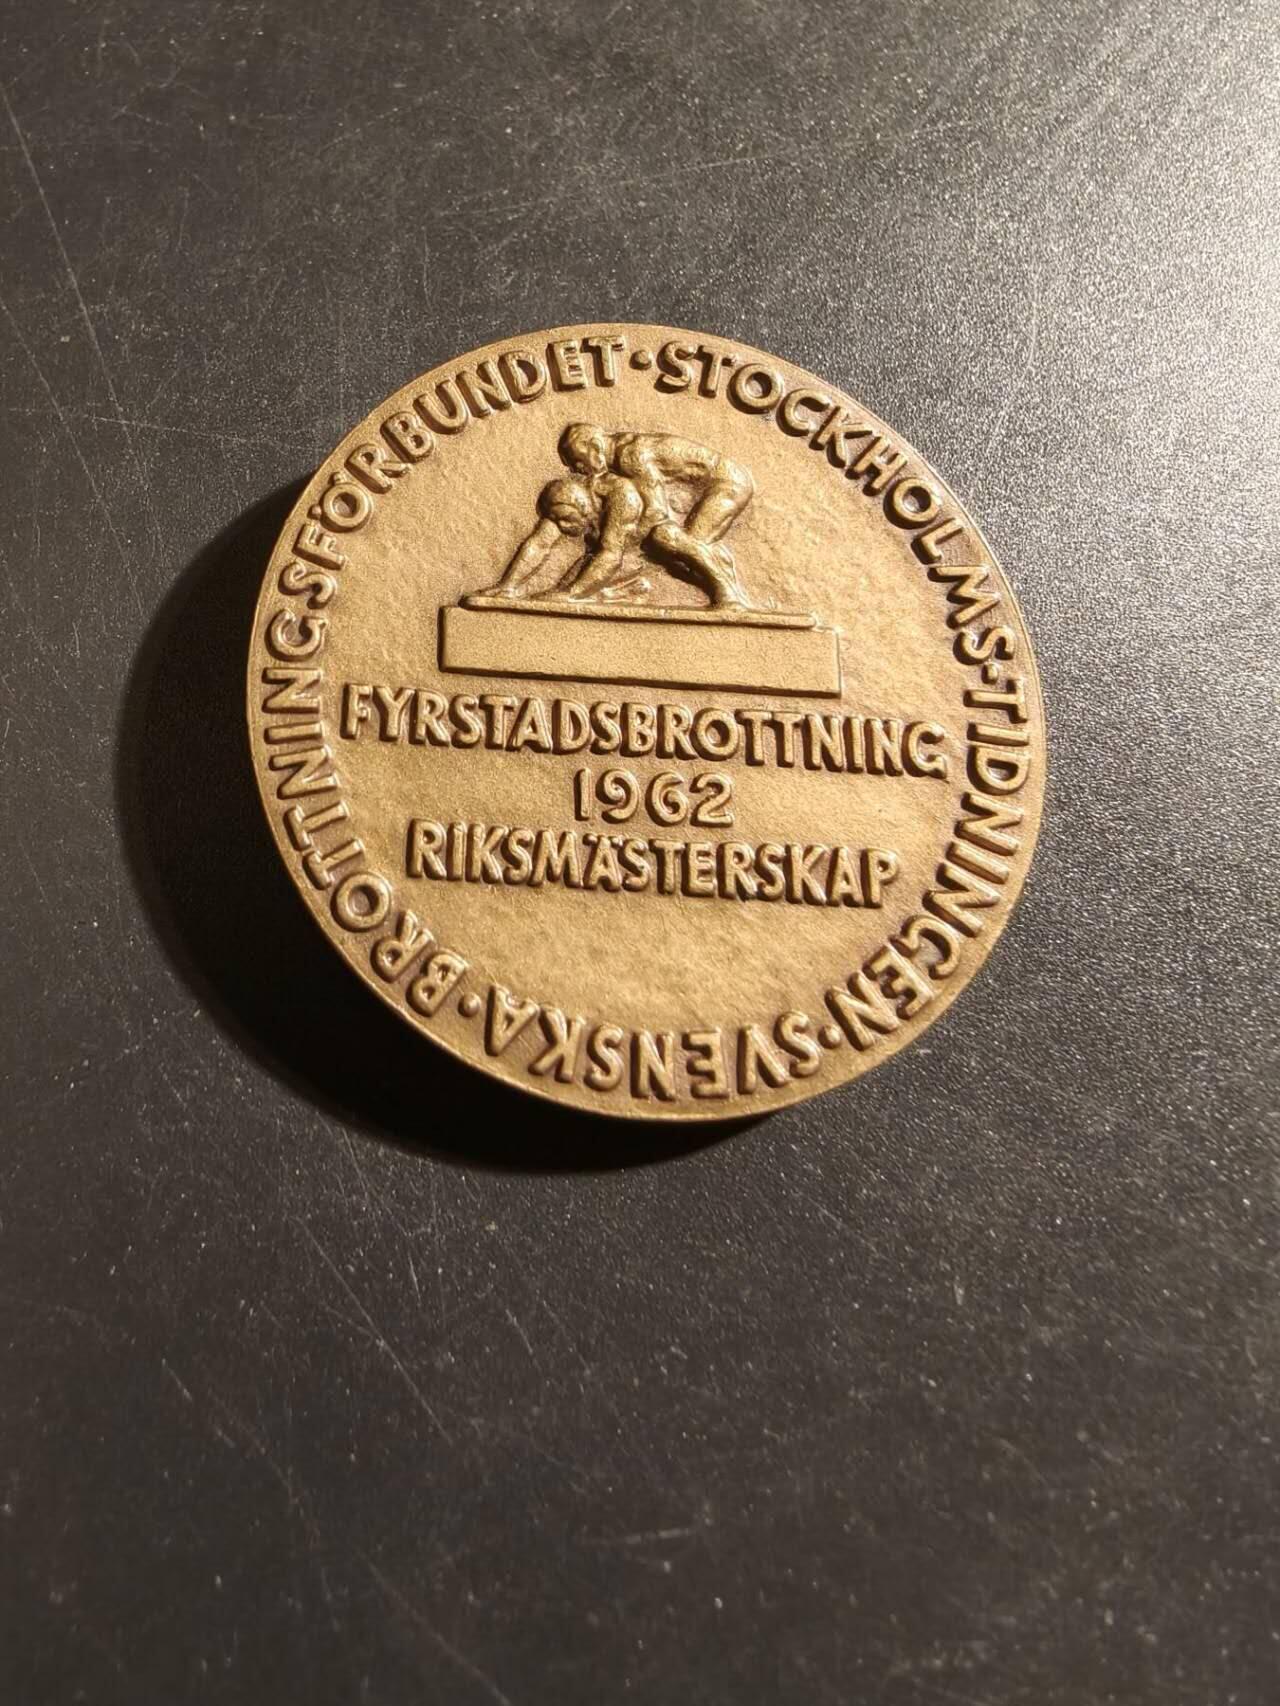 SVENSKA·BROTTNINGSFÖRBUNDET·STOCKHOLMS-TIDNINGEN·
FYRSTADSBROTTNING
1962
RIKSMÄSTERSKAP